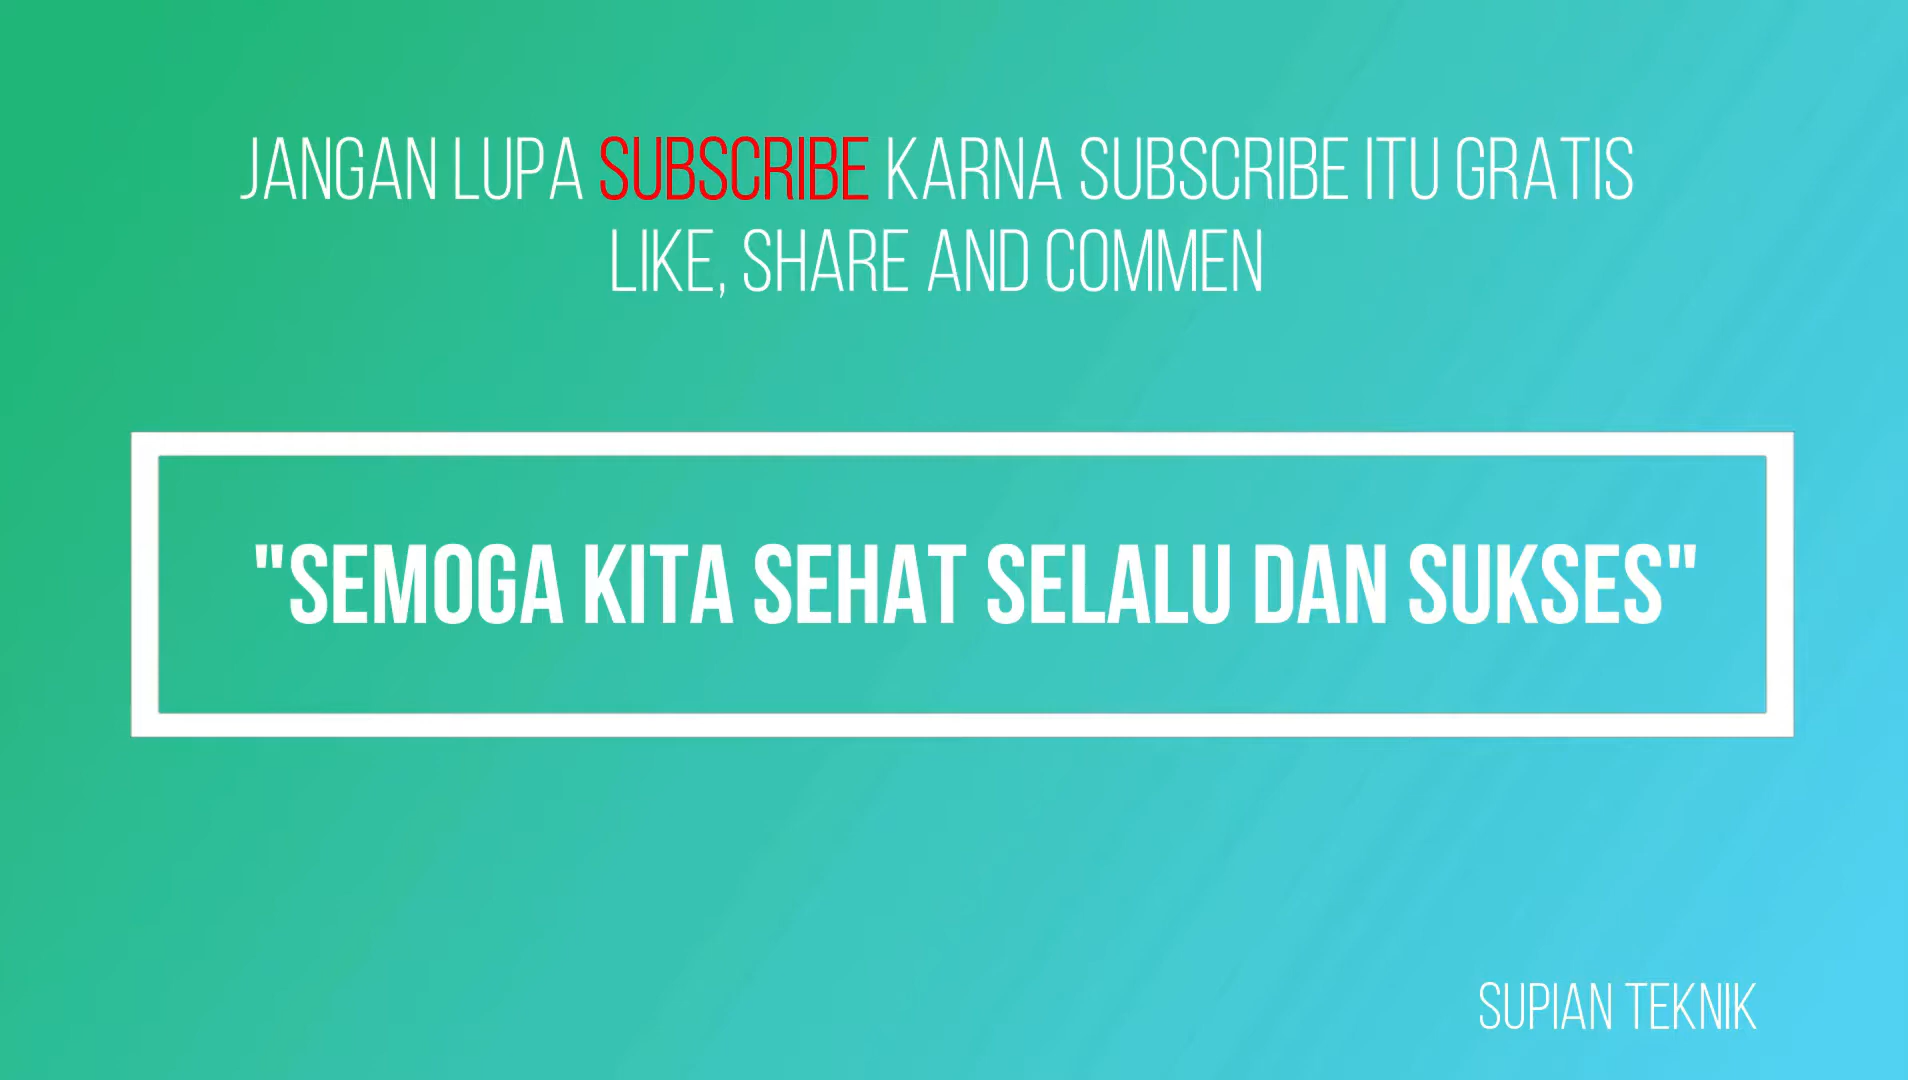 JANGAN LUPA SUBSCRIBE KARNA SUBSCRIBE ITU GRATIS
LIKE, SHARE AND COMMEN
"SEMOGA KITA SEHAT SELALU DAN SUKSES"
SUPIAN TEKNIK